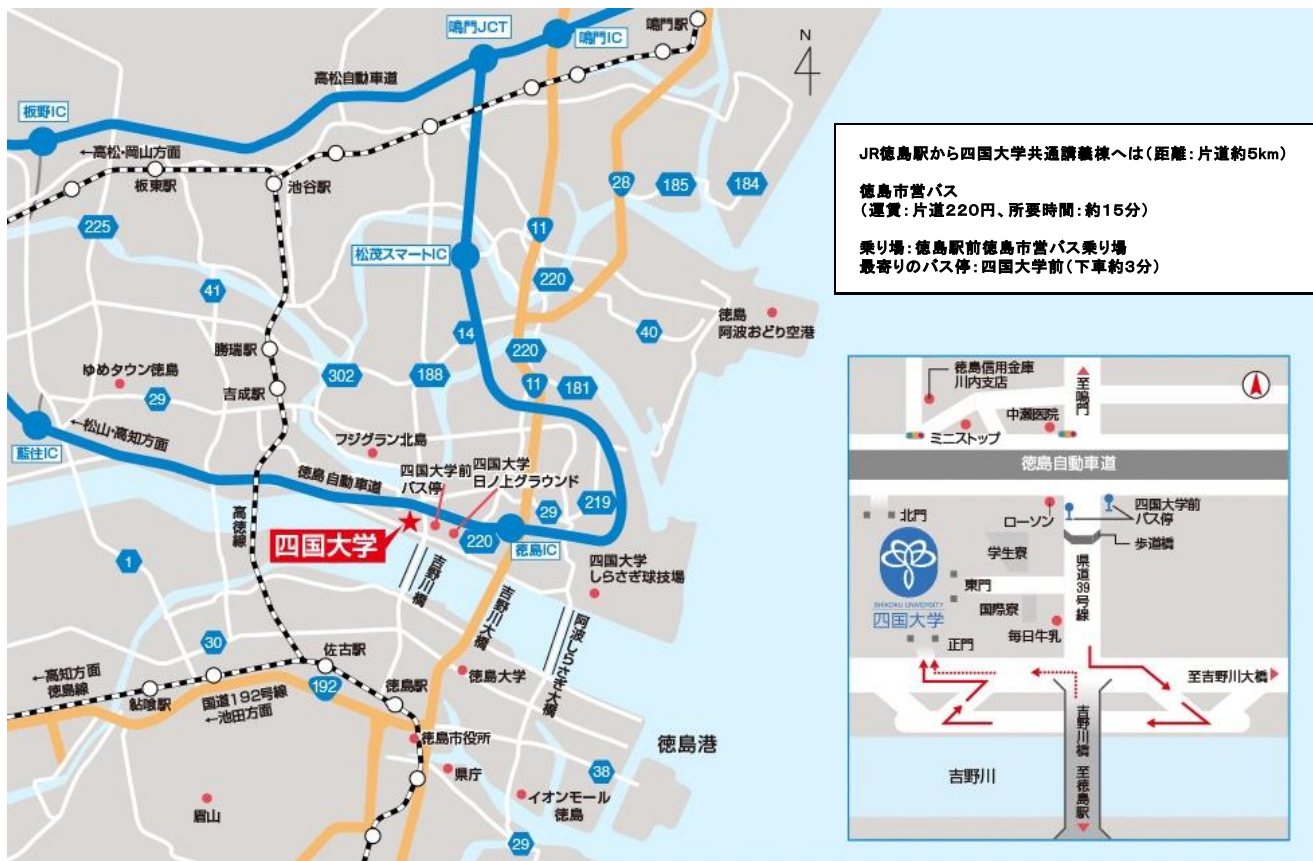 鳴門JCT
鳴門IC
鳴門駅
N
高松自動車道
板野IC
←高松・岡山方面
板東駅
池谷駅
28
185
184
225
11
松茂スマートIC
220
41
徳島
阿波おどり空港
14
40
勝瑞駅
220
ゆめタウン徳島
302
188
11
181
吉成駅
29
←松山・高知方面
藍住IC
フジグラン北島
徳島自動車道
四国大学前
バス停
四国大学
日ノ上グラウンド
219
29
高徳線
四国大学
220
徳島IC
1
四国大学
しらさぎ球技場
吉野川橋
吉野川大橋
阿波しらさぎ大橋
30
佐古駅
←高知方面
徳島線
192
徳島駅
徳島大学
鮎喰駅
国道192号線
←池田方面
徳島市役所
徳島港
県庁
38
イオンモール
徳島
眉山
29
JR徳島駅から四国大学共通講義棟へは(距離:片道約5km)
徳島市営バス
(運賃:片道220円、所要時間:約15分)
乗り場:徳島駅前徳島市営バス乗り場
最寄りのバス停:四国大学前(下車約3分)
徳島信用金庫
川内支店
至鳴門
中瀬医院
ミニストップ
徳島自動車道
北門
ローソン
四国大学前
バス停
歩道橋
学生寮
県道39号線
東門
SHIKOKU UNIVERSITY
四国大学
国際寮
毎日牛乳
正門
至吉野川大橋
吉野川橋
至徳島駅
吉野川